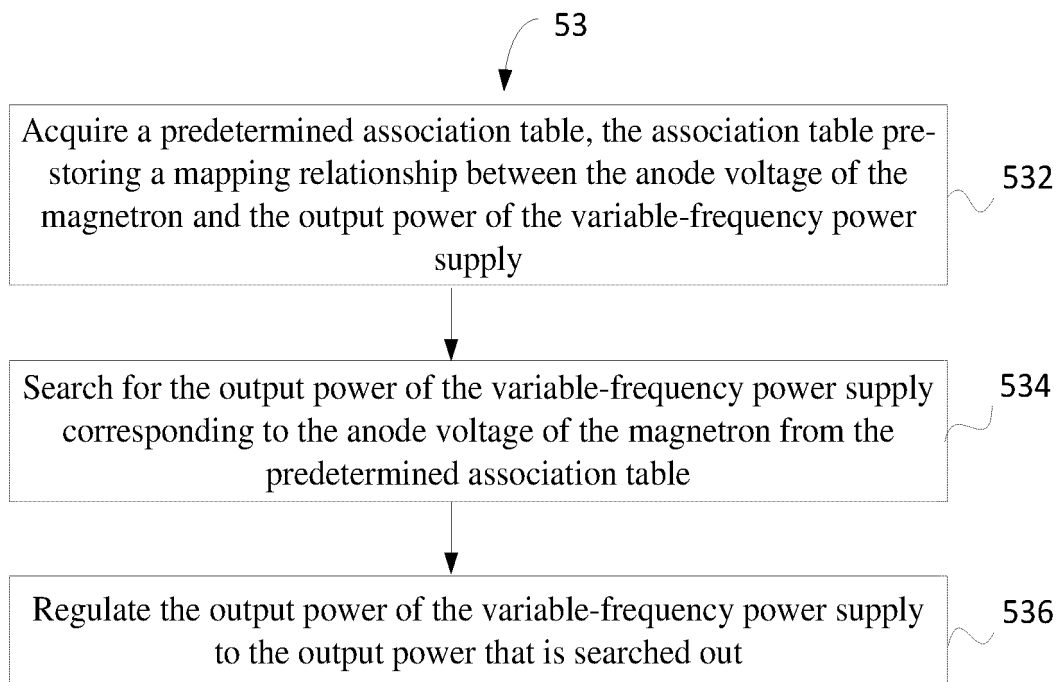 53
Acquire a predetermined association table, the association table pre-
storing a mapping relationship between the anode voltage of the
magnetron and the output power of the variable-frequency power
supply
532
Search for the output power of the variable-frequency power supply
corresponding to the anode voltage of the magnetron from the
predetermined association table
534
Regulate the output power of the variable-frequency power supply
to the output power that is searched out
536